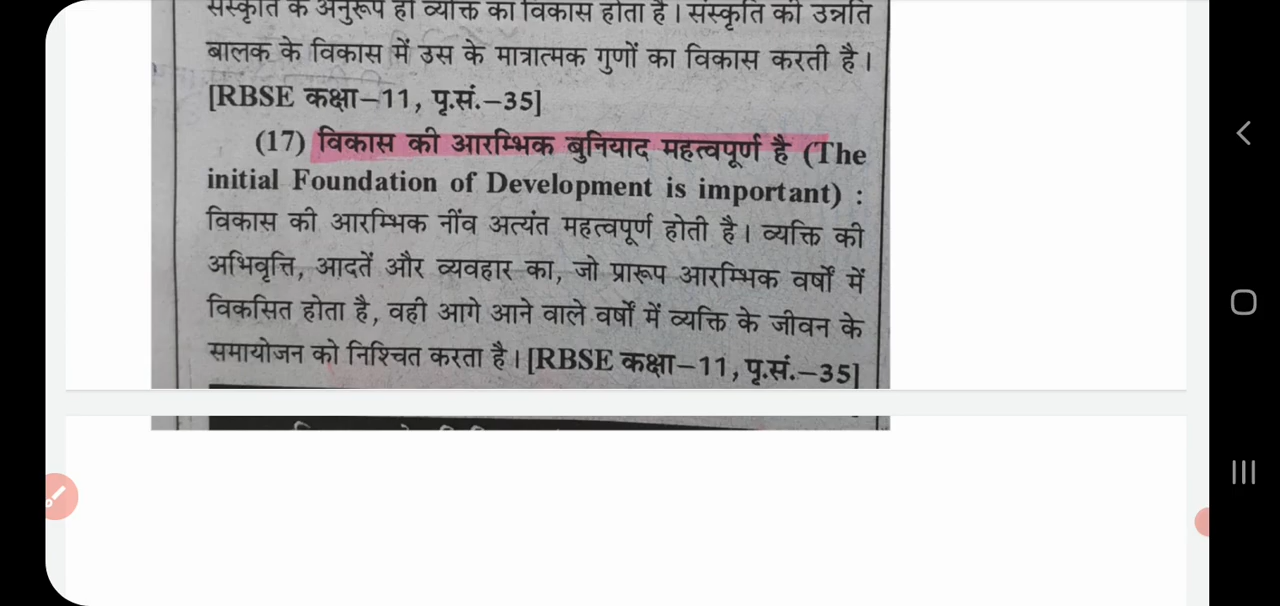 संस्कृति के अनुरूप ही व्यक्ति का विकास होता है। संस्कृति की उन्नति
बालक के विकास में उस के मात्रात्मक गुणों का विकास करती है।
[RBSE कक्षा-11, पृ.सं.-35]
(17) विकास की आरम्भिक बुनियाद महत्वपूर्ण है (The
initial Foundation of Development is important) :
विकास की आरम्भिक नींव अत्यंत महत्वपूर्ण होती है। व्यक्ति की
अभिवृत्ति, आदतें और व्यवहार का, जो प्रारूप आरम्भिक वर्षों में
विकसित होता है, वही आगे आने वाले वर्षों में व्यक्ति के जीवन के
समायोजन को निश्चित करता है। [RBSE कक्षा-11, पृ.सं.-35]